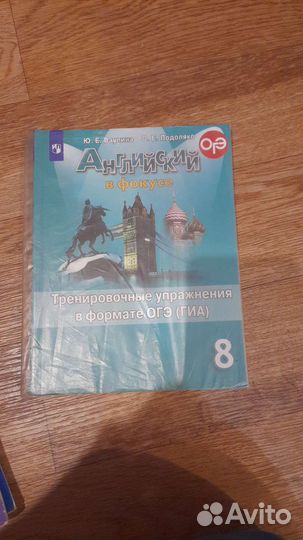 Ю. Е. Ваулина О. Е. Подоляко
ОГЭ
Английский
в фокусе
Тренировочные упражнения
в формате ОГЭ (ГИА)
8
Avito